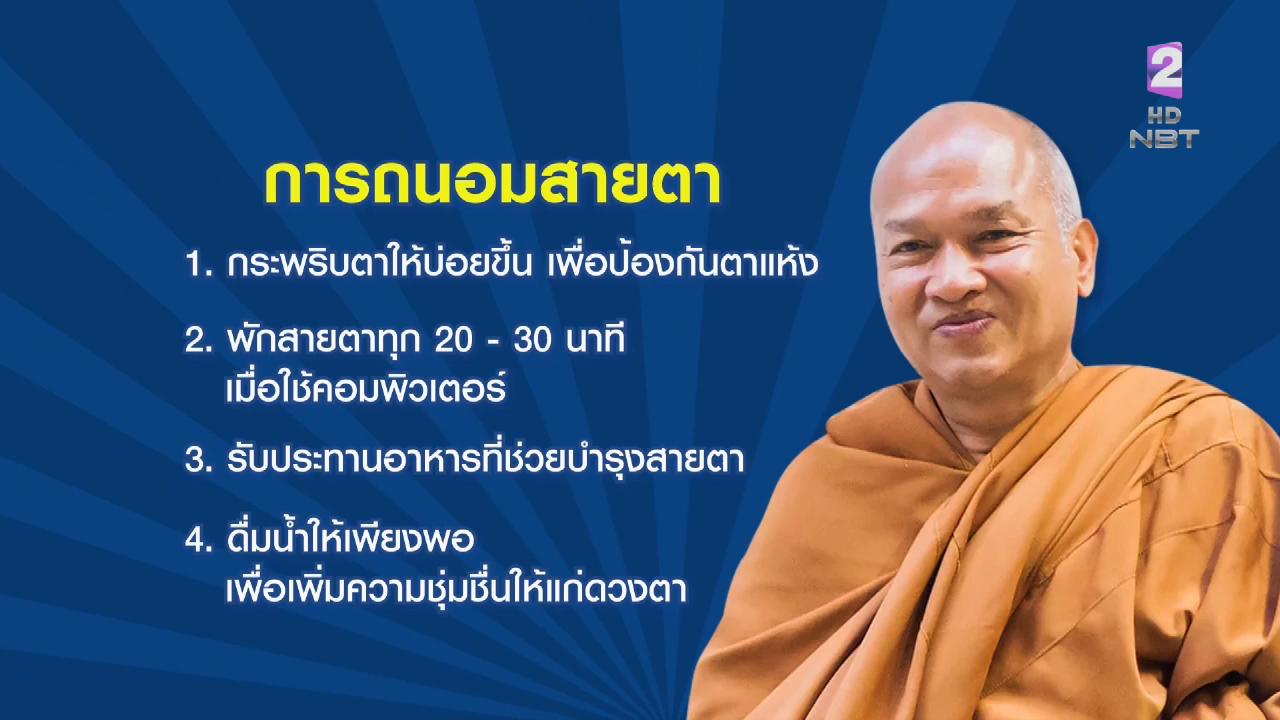 2
HD
NBT
การถนอมสายตา
1. กระพริบตาให้บ่อยขึ้น เพื่อป้องกันตาแห้ง
2. พักสายตาทุก 20 - 30 นาที
เมื่อใช้คอมพิวเตอร์
3. รับประทานอาหารที่ช่วยบำรุงสายตา
4. ดื่มน้ำให้เพียงพอ
เพื่อเพิ่มความชุ่มชื่นให้แก่ดวงตา